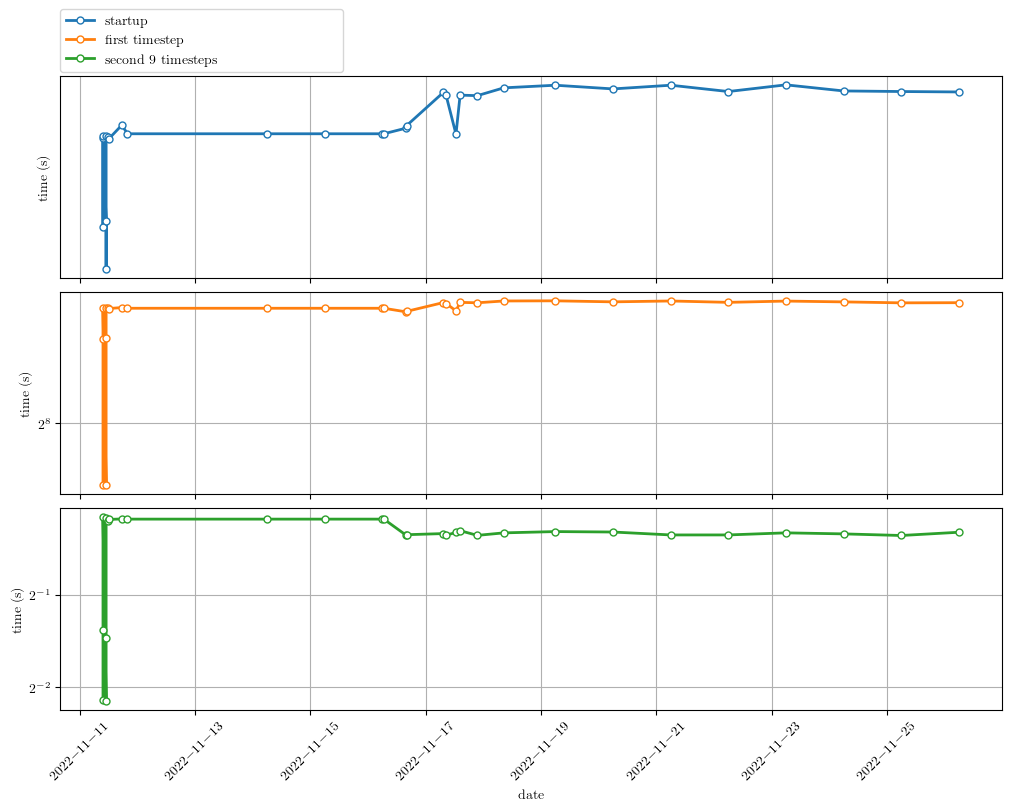 startup
first timestep
second 9 timesteps
time (s)
time (s)
2^8
time (s)
2^−1
2^−2
2022−11−11
2022−11−13
2022−11−15
2022−11−17
2022−11−19
2022−11−21
2022−11−23
2022−11−25
date